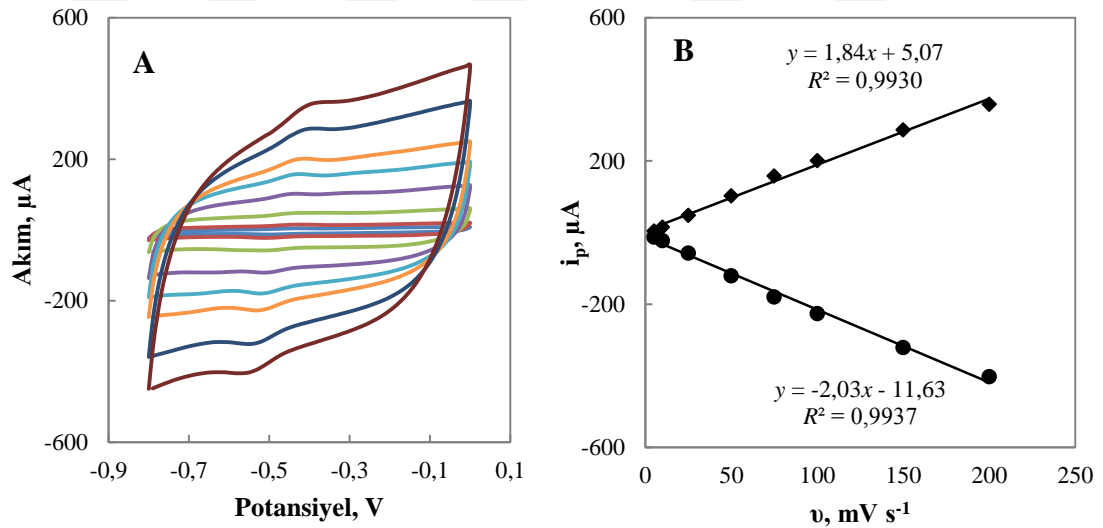 A
600
200
-200
-600
Akım, µA
-0,9
-0,7
-0,5
-0,3
-0,1
0,1
Potansiyel, V
B
y = 1,84x + 5,07
R² = 0,9930
y = -2,03x - 11,63
R² = 0,9937
600
200
-200
-600
iₚ, µA
0
50
100
150
200
250
υ, mV s⁻¹